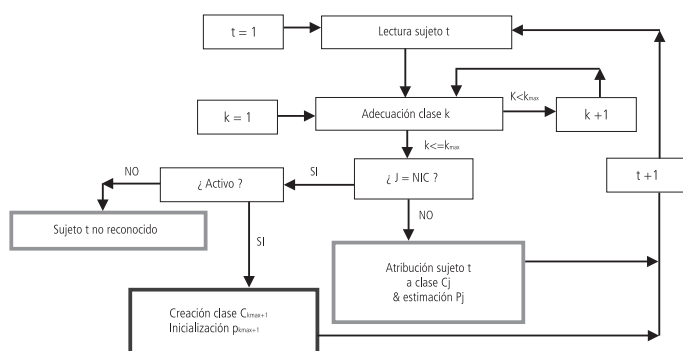 t = 1
Lectura sujeto t
k = 1
Adecuación clase k
K<kmax
k +1
k<=kmax
¿ J = NIC ?
SI
¿ Activo ?
NO
t +1
Sujeto t no reconocido
SI
NO
Atribución sujeto t
a clase Cj
& estimación Pj
Creación clase Ckmax+1
Inicialización pkmax+1